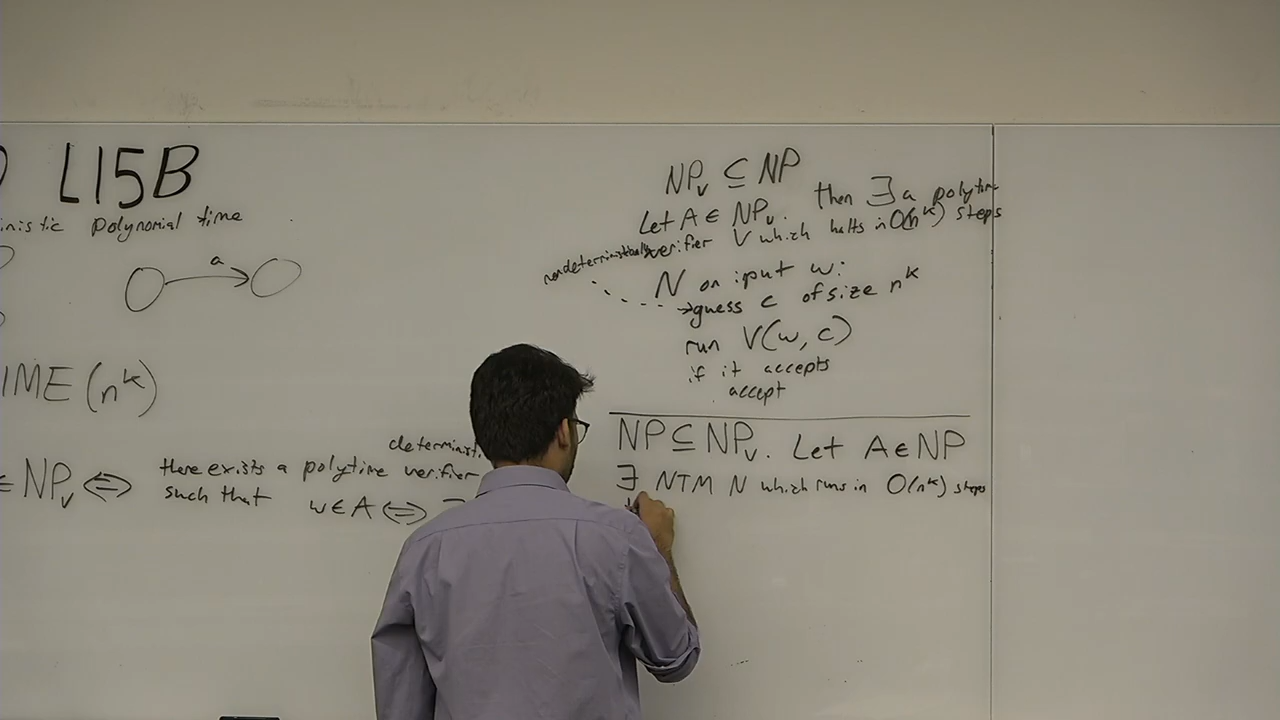 L15B
inistic Polynomial time
a
IME (n^k)
∈ NP_v ⇔ there exists a polytime verifier
determinist
such that w∈A ⇔ ∃
NP_v ⊆ NP
Let A ∈ NP_v. then ∃ a polytim
verifier V which halts in O(n^k) steps
nondeterministically
N on input w:
guess c of size n^k
run V(w, c)
if it accepts
accept
NP ⊆ NP_v. Let A ∈ NP
∃ NTM N which runs in O(n^k) steps